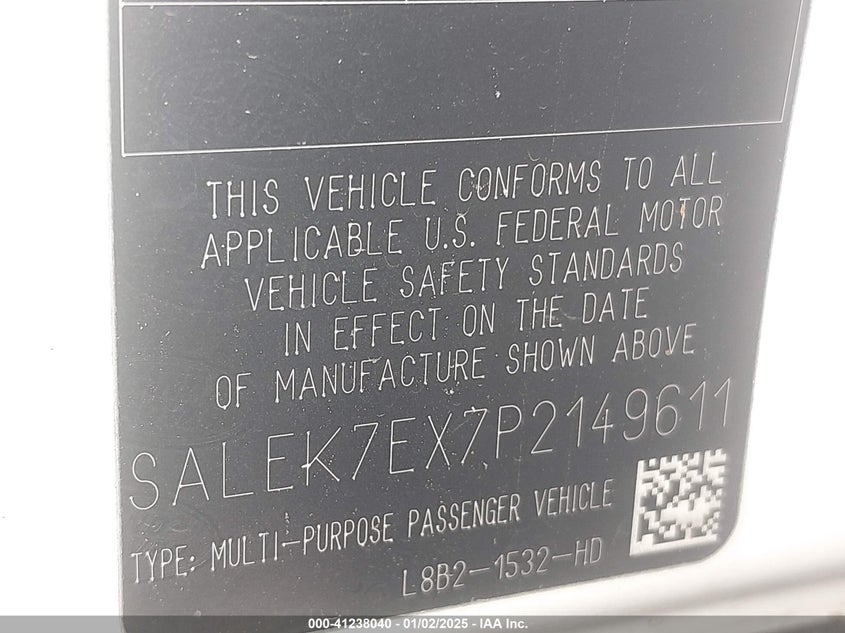 THIS VEHICLE CONFORMS TO ALL
APPLICABLE U.S. FEDERAL MOTOR
VEHICLE SAFETY STANDARDS
IN EFFECT ON THE DATE
OF MANUFACTURE SHOWN ABOVE
SALEK7EX7P2149611
TYPE: MULTI-PURPOSE PASSENGER VEHICLE
L8B2-1532-HD
000-41238040 - 01/02/2025 - IAA Inc.